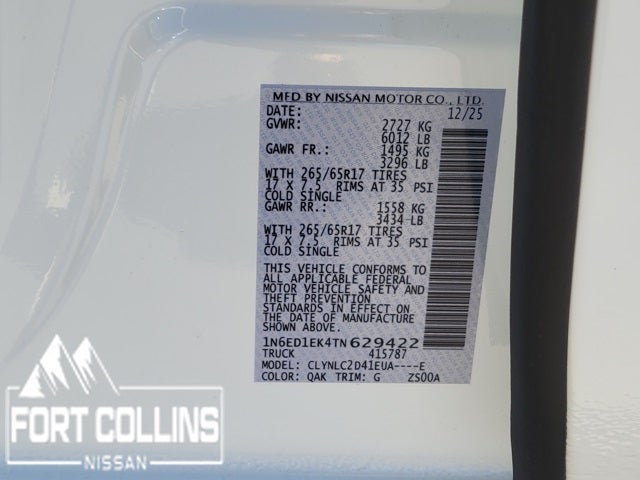 MFD BY NISSAN MOTOR CO., LTD.
DATE: 12/25
GVWR: 2727 KG
6012 LB
GAWR FR.: 1495 KG
3296 LB
WITH 265/65R17 TIRES
17 X 7.5 RIMS AT 35 PSI
COLD SINGLE
GAWR RR.: 1558 KG
3434 LB
WITH 265/65R17 TIRES
17 X 7.5 RIMS AT 35 PSI
COLD SINGLE
THIS VEHICLE CONFORMS TO
ALL APPLICABLE FEDERAL
MOTOR VEHICLE SAFETY AND
THEFT PREVENTION
STANDARDS IN EFFECT ON
THE DATE OF MANUFACTURE
SHOWN ABOVE.
1N6ED1EK4TN629422
TRUCK 415787
MODEL: CLYNLC2D41EUA----E
COLOR: QAK TRIM: G ZS00A
FORT COLLINS
NISSAN